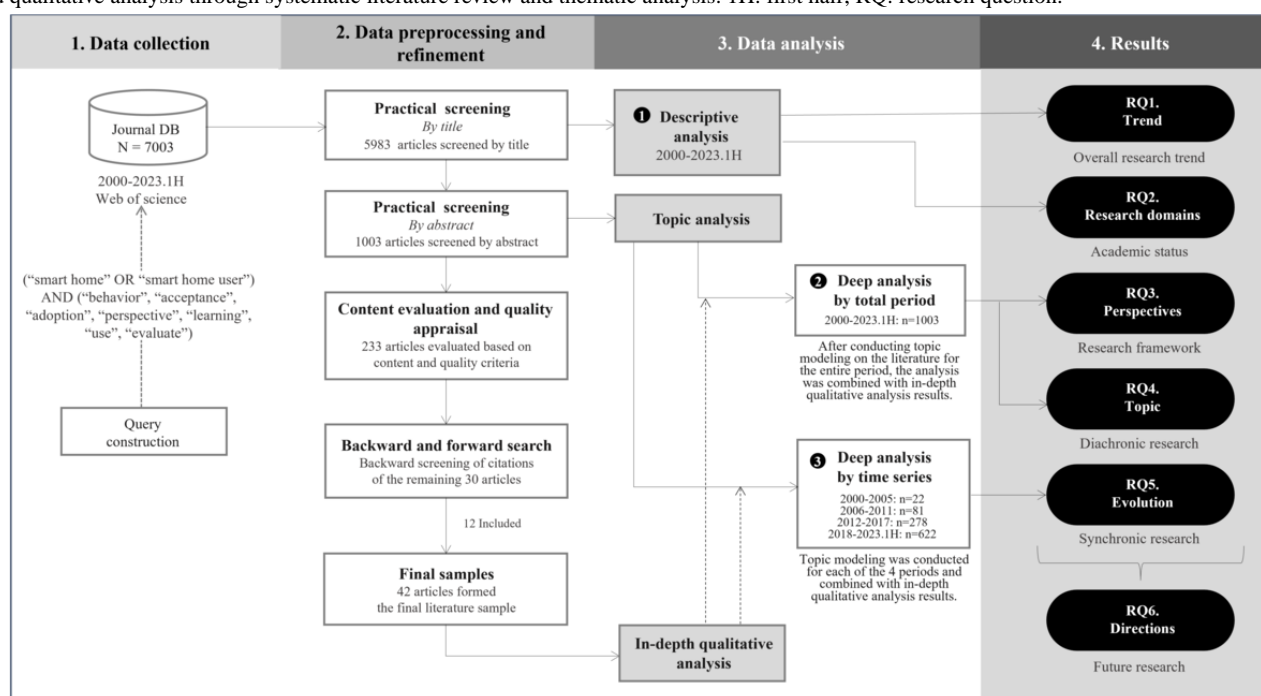 qualitative analysis through systematic literature review and thematic analysis. 1H: first half; RQ: research question.
1. Data collection
2. Data preprocessing and
refinement
3. Data analysis
4. Results
Journal DB
N = 7003
2000-2023.1H
Web of science
(“smart home” OR “smart home user”)
AND (“behavior”, “acceptance”,
“adoption”, “perspective”, “learning”,
“use”, “evaluate”)
Query
construction
Practical screening
By title
5983 articles screened by title
Practical screening
By abstract
1003 articles screened by abstract
Content evaluation and quality
appraisal
233 articles evaluated based on
content and quality criteria
Backward and forward search
Backward screening of citations
of the remaining 30 articles
12 Included
Final samples
42 articles formed
the final literature sample
1 Descriptive
analysis
2000-2023.1H
Topic analysis
2 Deep analysis
by total period
2000-2023.1H: n=1003
After conducting topic
modeling on the literature for
the entire period, the analysis
was combined with in-depth
qualitative analysis results.
3 Deep analysis
by time series
2000-2005: n=22
2006-2011: n=81
2012-2017: n=278
2018-2023.1H: n=622
Topic modeling was conducted
for each of the 4 periods and
combined with in-depth
qualitative analysis results.
In-depth qualitative
analysis
RQ1.
Trend
Overall research trend
RQ2.
Research domains
Academic status
RQ3.
Perspectives
Research framework
RQ4.
Topic
Diachronic research
RQ5.
Evolution
Synchronic research
RQ6.
Directions
Future research